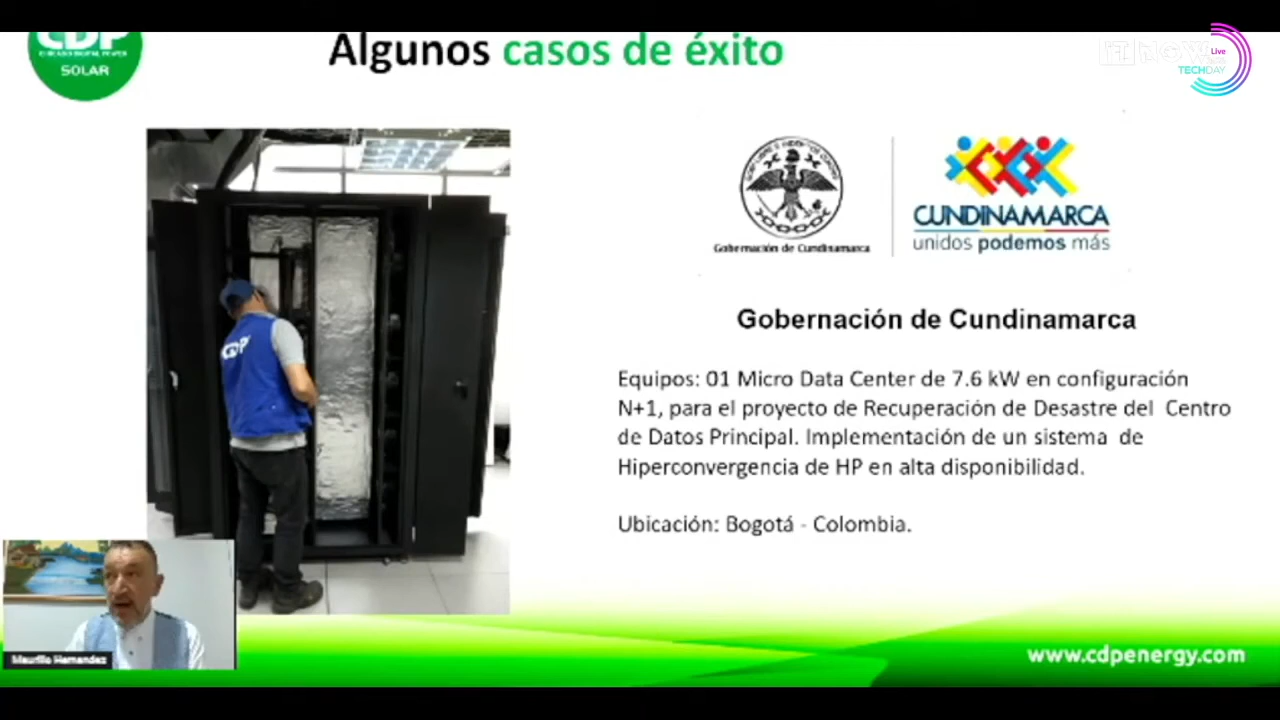 CDP
SOLAR
Algunos casos de éxito
IT NOW
Live
TECHDAY
CDP
Gobernación de Cundinamarca
CUNDINAMARCA
unidos podemos más
Gobernación de Cundinamarca
Equipos: 01 Micro Data Center de 7.6 kW en configuración
N+1, para el proyecto de Recuperación de Desastre del Centro
de Datos Principal. Implementación de un sistema de
Hiperconvergencia de HP en alta disponibilidad.
Ubicación: Bogotá - Colombia.
Hernandez
www.cdpenergy.com